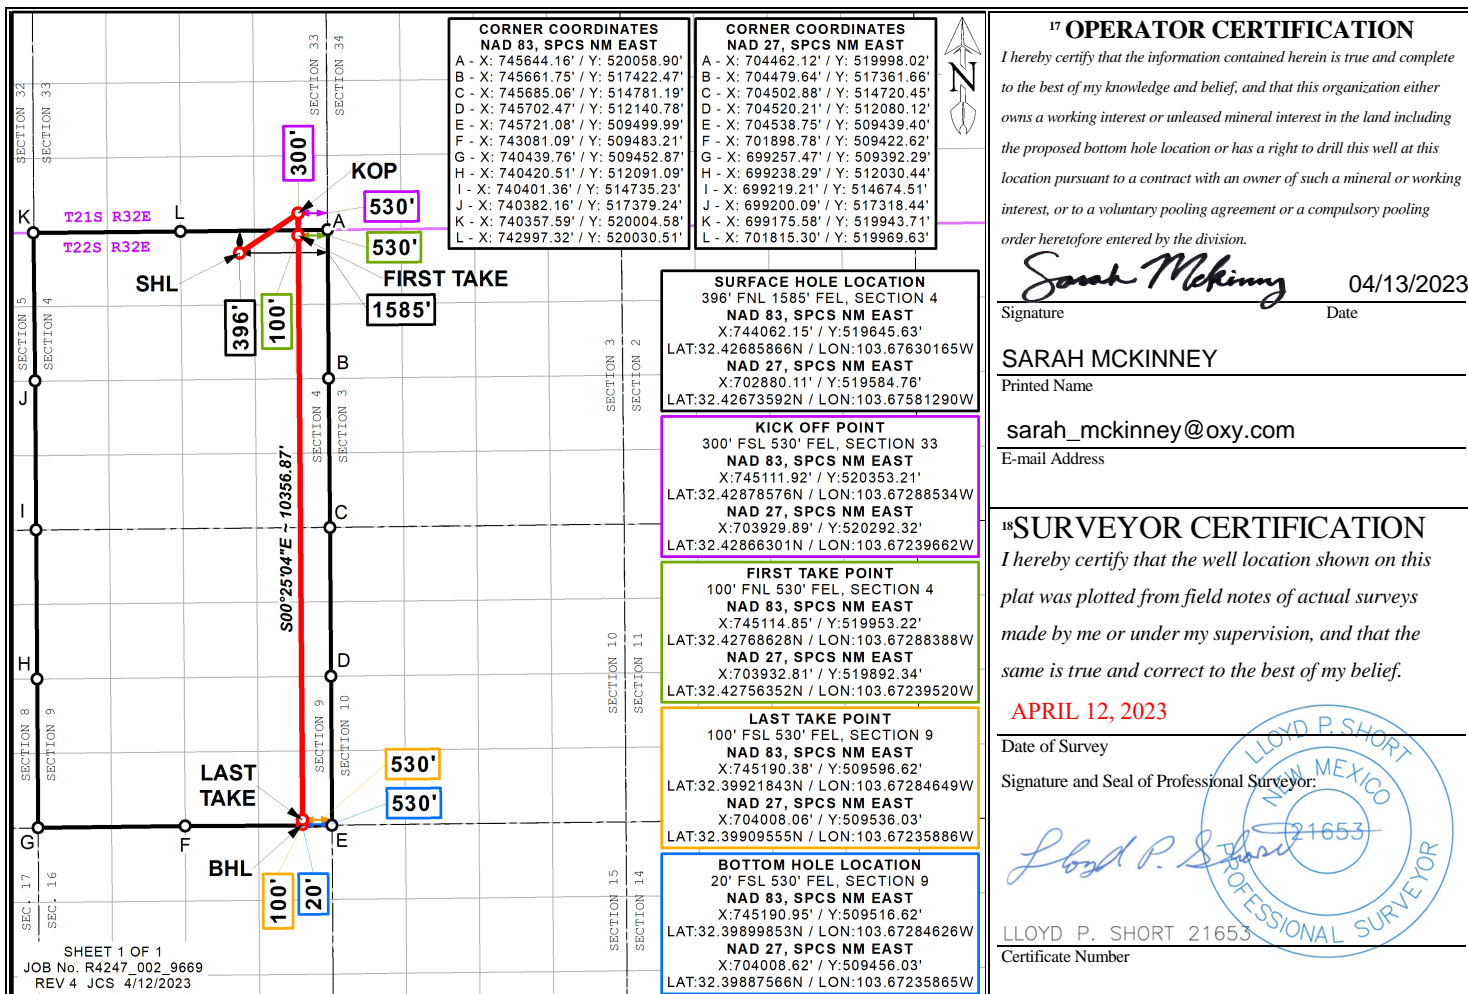 CORNER COORDINATES
NAD 83, SPCS NM EAST
A - X: 745644.16' / Y: 520058.90'
B - X: 745661.75' / Y: 517422.47'
C - X: 745685.06' / Y: 514781.19'
D - X: 745702.47' / Y: 512140.78'
E - X: 745721.08' / Y: 509499.99'
F - X: 743081.09' / Y: 509483.21'
G - X: 740439.76' / Y: 509452.87'
H - X: 740420.51' / Y: 512091.09'
I - X: 740401.36' / Y: 514735.23'
J - X: 740382.16' / Y: 517379.24'
K - X: 740357.59' / Y: 520004.58'
L - X: 742997.32' / Y: 520030.51'
CORNER COORDINATES
NAD 27, SPCS NM EAST
A - X: 704462.12' / Y: 519998.02'
B - X: 704479.64' / Y: 517361.66'
C - X: 704502.88' / Y: 514720.45'
D - X: 704520.21' / Y: 512080.12'
E - X: 704538.75' / Y: 509439.40'
F - X: 701898.78' / Y: 509422.62'
G - X: 699257.47' / Y: 509392.29'
H - X: 699238.29' / Y: 512030.44'
I - X: 699219.21' / Y: 514674.51'
J - X: 699200.09' / Y: 517318.44'
K - X: 699175.58' / Y: 519943.71'
L - X: 701815.30' / Y: 519969.63'
N
SECTION 32
SECTION 33
SECTION 33
SECTION 34
300'
KOP
530'
K
L
A
T21S R32E
T22S R32E
530'
SHL
FIRST TAKE
396'
100'
1585'
SECTION 5
SECTION 4
B
J
SECTION 4
SECTION 3
SECTION 3
SECTION 2
S00°25'04"E ~ 10356.87'
I
C
H
D
SECTION 10
SECTION 11
SECTION 8
SECTION 9
SECTION 9
SECTION 10
LAST
TAKE
530'
530'
G
F
E
BHL
100'
20'
SEC. 17
SEC. 16
SECTION 15
SECTION 14
SHEET 1 OF 1
JOB No. R4247_002_9669
REV 4 JCS 4/12/2023
SURFACE HOLE LOCATION
396' FNL 1585' FEL, SECTION 4
NAD 83, SPCS NM EAST
X:744062.15' / Y:519645.63'
LAT:32.42685866N / LON:103.67630165W
NAD 27, SPCS NM EAST
X:702880.11' / Y:519584.76'
LAT:32.42673592N / LON:103.67581290W
KICK OFF POINT
300' FSL 530' FEL, SECTION 33
NAD 83, SPCS NM EAST
X:745111.92' / Y:520353.21'
LAT:32.42878576N / LON:103.67288534W
NAD 27, SPCS NM EAST
X:703929.89' / Y:520292.32'
LAT:32.42866301N / LON:103.67239662W
FIRST TAKE POINT
100' FNL 530' FEL, SECTION 4
NAD 83, SPCS NM EAST
X:745114.85' / Y:519953.22'
LAT:32.42768628N / LON:103.67288388W
NAD 27, SPCS NM EAST
X:703932.81' / Y:519892.34'
LAT:32.42756352N / LON:103.67239520W
LAST TAKE POINT
100' FSL 530' FEL, SECTION 9
NAD 83, SPCS NM EAST
X:745190.38' / Y:509596.62'
LAT:32.39921843N / LON:103.67284649W
NAD 27, SPCS NM EAST
X:704008.06' / Y:509536.03'
LAT:32.39909555N / LON:103.67235886W
BOTTOM HOLE LOCATION
20' FSL 530' FEL, SECTION 9
NAD 83, SPCS NM EAST
X:745190.95' / Y:509516.62'
LAT:32.39899853N / LON:103.67284626W
NAD 27, SPCS NM EAST
X:704008.62' / Y:509456.03'
LAT:32.39887566N / LON:103.67235865W
17 OPERATOR CERTIFICATION
I hereby certify that the information contained herein is true and complete
to the best of my knowledge and belief, and that this organization either
owns a working interest or unleased mineral interest in the land including
the proposed bottom hole location or has a right to drill this well at this
location pursuant to a contract with an owner of such a mineral or working
interest, or to a voluntary pooling agreement or a compulsory pooling
order heretofore entered by the division.
Sarah Mckinney
04/13/2023
Signature
Date
SARAH MCKINNEY
Printed Name
sarah_mckinney@oxy.com
E-mail Address
18 SURVEYOR CERTIFICATION
I hereby certify that the well location shown on this
plat was plotted from field notes of actual surveys
made by me or under my supervision, and that the
same is true and correct to the best of my belief.
APRIL 12, 2023
Date of Survey
Signature and Seal of Professional Surveyor:
LLOYD P. SHORT
NEW MEXICO
21653
PROFESSIONAL SURVEYOR
Lloyd P. Short
LLOYD P. SHORT 21653
Certificate Number